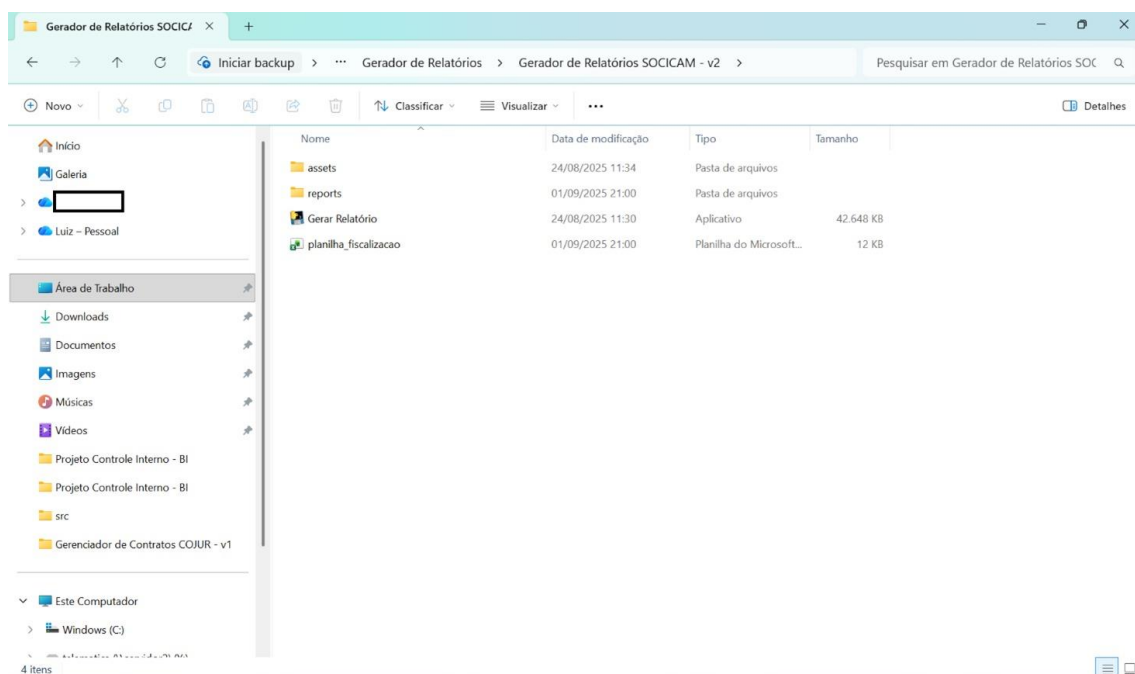 Gerador de Relatórios SOCICA
Iniciar backup > ... Gerador de Relatórios > Gerador de Relatórios SOCICAM - v2 >
Pesquisar em Gerador de Relatórios SOC
Novo Classificar Visualizar ... Detalhes
Início
Galeria
Luiz – Pessoal
Área de Trabalho
Downloads
Documentos
Imagens
Músicas
Vídeos
Projeto Controle Interno - BI
Projeto Controle Interno - BI
src
Gerenciador de Contratos COJUR - v1
Este Computador
Windows (C:)
4 itens
Nome Data de modificação Tipo Tamanho
assets 24/08/2025 11:34 Pasta de arquivos
reports 01/09/2025 21:00 Pasta de arquivos
Gerar Relatório 24/08/2025 11:30 Aplicativo 42.648 KB
planilha_fiscalizacao 01/09/2025 21:00 Planilha do Microsoft... 12 KB